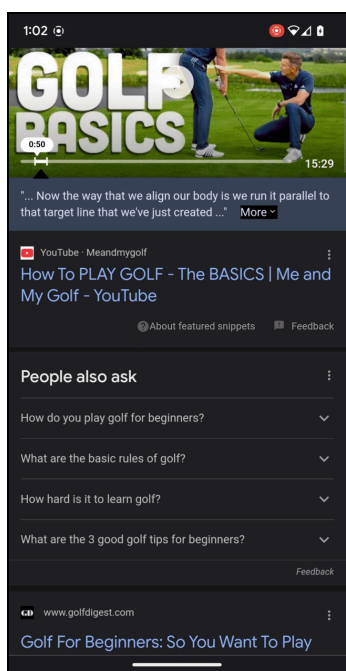 1:02
GOLF
BASICS
0:50
15:29
"... Now the way that we align our body is we run it parallel to
that target line that we've just created ..." More
YouTube · Meandmygolf
How To PLAY GOLF - The BASICS | Me and
My Golf - YouTube
About featured snippets Feedback
People also ask
How do you play golf for beginners?
What are the basic rules of golf?
How hard is it to learn golf?
What are the 3 good golf tips for beginners?
Feedback
GD www.golfdigest.com
Golf For Beginners: So You Want To Play